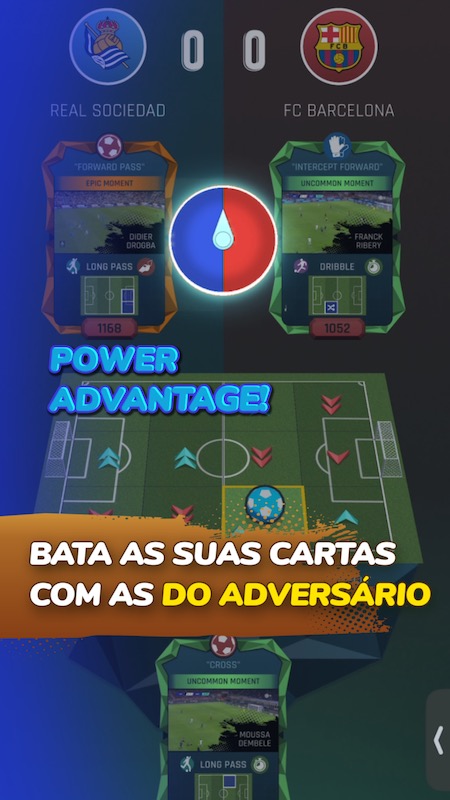 0 0
REAL SOCIEDAD
FC BARCELONA
FCB
"FORWARD PASS"
EPIC MOMENT
DIDIER
DROGBA
LONG PASS
1168
"INTERCEPT FORWARD"
UNCOMMON MOMENT
FRANCK
RIBERY
DRIBBLE
1052
POWER
ADVANTAGE!
BATA AS SUAS CARTAS
COM AS DO ADVERSÁRIO
"CROSS"
UNCOMMON MOMENT
MOUSSA
DEMBELE
LONG PASS